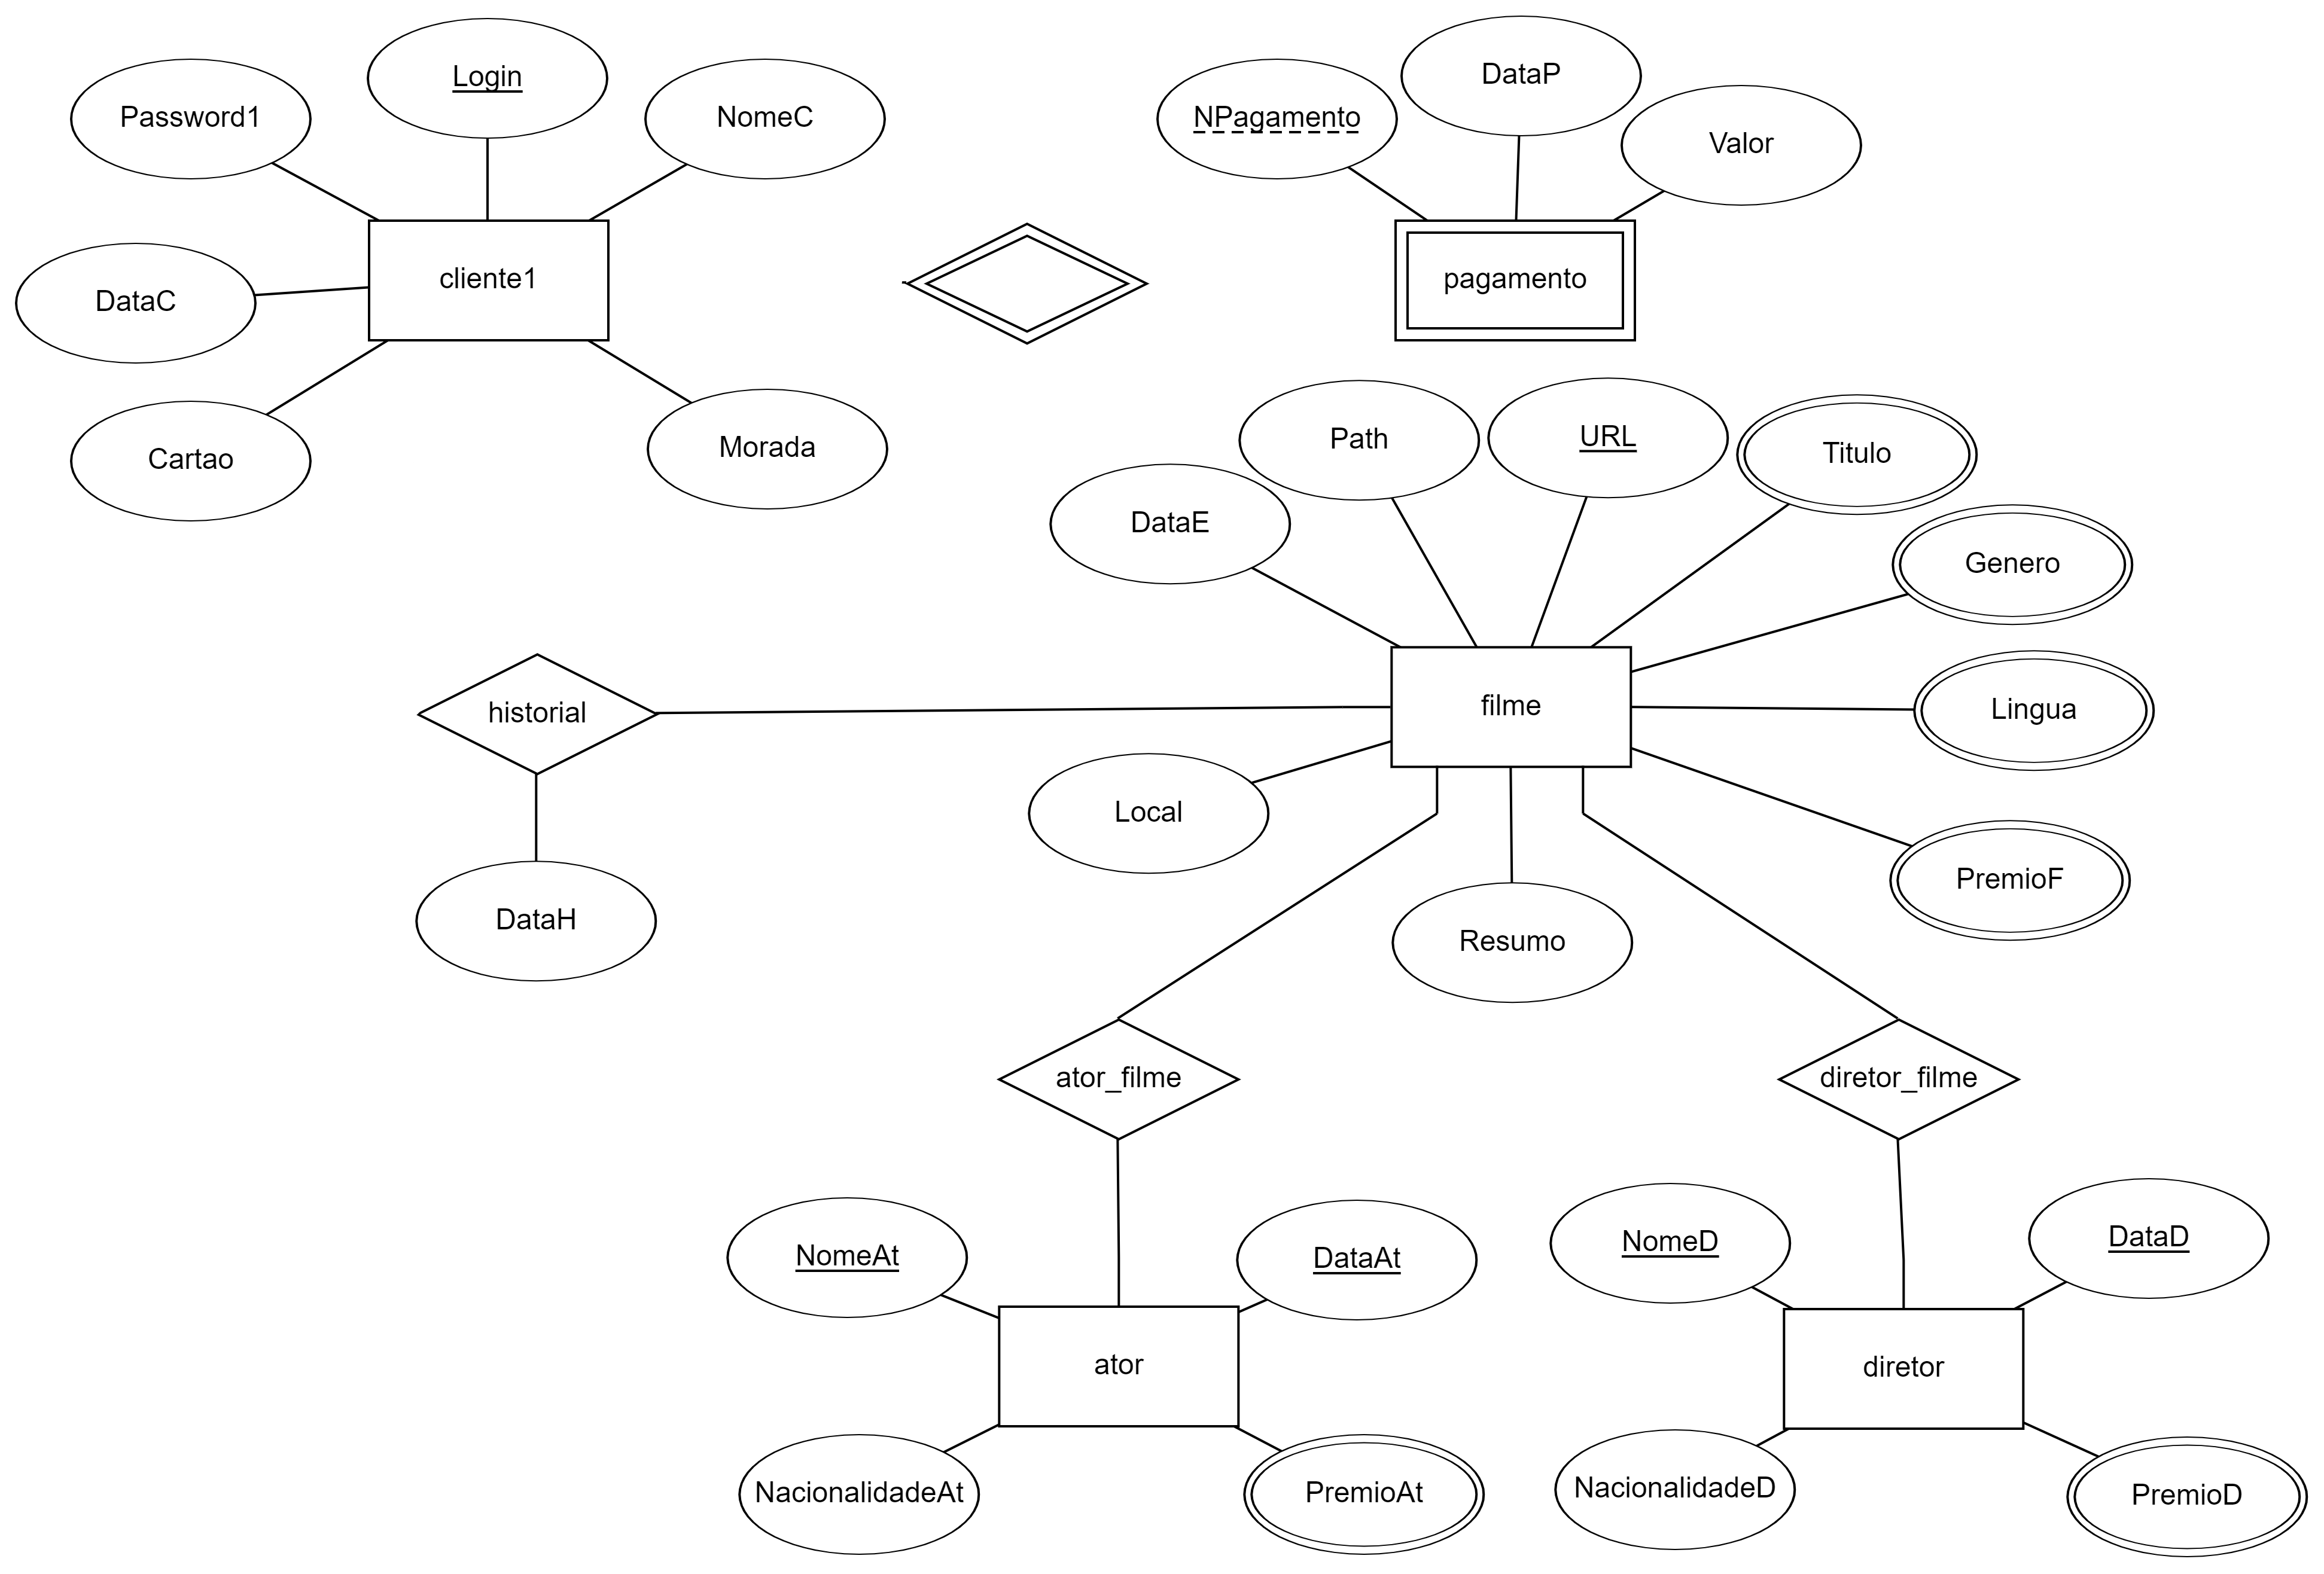 Login
Password1
NomeC
cliente1
DataC
Cartao
Morada
NPagamento
DataP
Valor
pagamento
DataE
Path
URL
Titulo
Genero
Lingua
PremioF
filme
Local
Resumo
historial
DataH
ator_filme
diretor_filme
NomeAt
DataAt
ator
NacionalidadeAt
PremioAt
NomeD
DataD
diretor
NacionalidadeD
PremioD